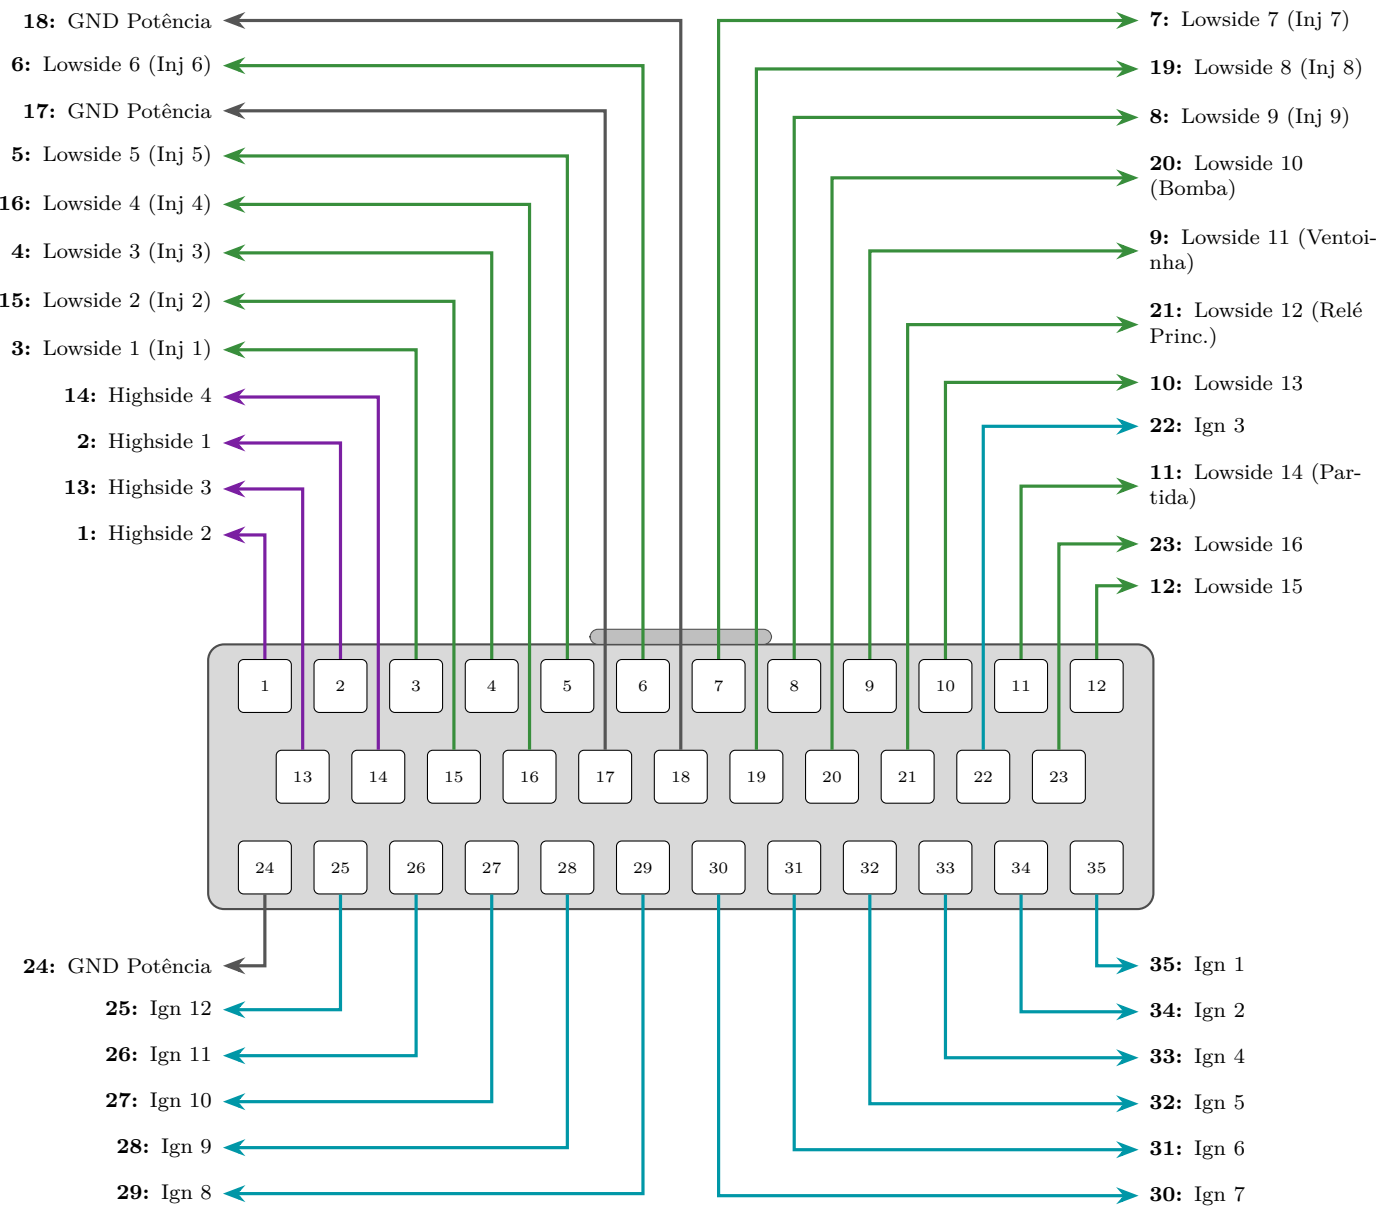 18: GND Potência
6: Lowside 6 (Inj 6)
17: GND Potência
5: Lowside 5 (Inj 5)
16: Lowside 4 (Inj 4)
4: Lowside 3 (Inj 3)
15: Lowside 2 (Inj 2)
3: Lowside 1 (Inj 1)
14: Highside 4
2: Highside 1
13: Highside 3
1: Highside 2
7: Lowside 7 (Inj 7)
19: Lowside 8 (Inj 8)
8: Lowside 9 (Inj 9)
20: Lowside 10
(Bomba)
9: Lowside 11 (Ventoi-
nha)
21: Lowside 12 (Relé
Princ.)
10: Lowside 13
22: Ign 3
11: Lowside 14 (Par-
tida)
23: Lowside 16
12: Lowside 15
1 2 3 4 5 6 7 8 9 10 11 12
13 14 15 16 17 18 19 20 21 22 23
24 25 26 27 28 29 30 31 32 33 34 35
24: GND Potência
25: Ign 12
26: Ign 11
27: Ign 10
28: Ign 9
29: Ign 8
35: Ign 1
34: Ign 2
33: Ign 4
32: Ign 5
31: Ign 6
30: Ign 7